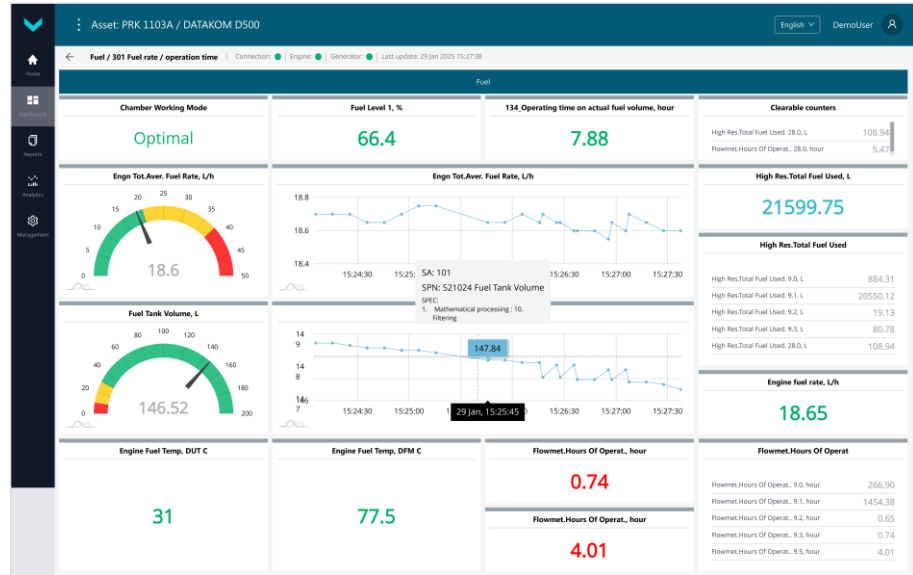 Asset: PRK 1103A / DATAKOM D500
English
DemoUser
Home
Dashboards
Reports
Analytics
Management
Fuel / 301 Fuel rate / operation time
Connection:
Engine:
Generator:
Last update: 29 Jan 2025 15:27:38
Fuel
Chamber Working Mode
Optimal
Fuel Level 1, %
66.4
134_Operating time on actual fuel volume, hour
7.88
Clearable counters
High Res.Total Fuel Used. 28.0, L 108.94
Flowmet.Hours Of Operat.. 28.0, hour 5.47
Engn Tot.Aver. Fuel Rate, L/h
0 5 10 15 20 25 30 35 40 45 50
18.6
Engn Tot.Aver. Fuel Rate, L/h
18.8
18.6
18.4
15:24:30 15:25: 15:26:30 15:27:00 15:27:30
SA: 101
SPN: 521024 Fuel Tank Volume
SPEC:
1. Mathematical processing : 10.
Filtering
High Res.Total Fuel Used, L
21599.75
High Res.Total Fuel Used
High Res.Total Fuel Used. 9.0, L 884.31
High Res.Total Fuel Used. 9.1, L 20550.12
High Res.Total Fuel Used. 9.2, L 19.13
High Res.Total Fuel Used. 9.3, L 80.78
High Res.Total Fuel Used. 28.0, L 108.94
Fuel Tank Volume, L
0 20 40 60 80 100 120 140 160 180 200
146.52
14
9
147.84
14
8
7
15:24:30 15:25:00 1 29 Jan, 15:25:45 0 15:26:30 15:27:00 15:27:30
Engine fuel rate, L/h
18.65
Engine Fuel Temp, DUT C
31
Engine Fuel Temp, DFM C
77.5
Flowmet.Hours Of Operat., hour
0.74
Flowmet.Hours Of Operat., hour
4.01
Flowmet.Hours Of Operat
Flowmet.Hours Of Operat.. 9.0, hour 266.90
Flowmet.Hours Of Operat.. 9.1, hour 1454.38
Flowmet.Hours Of Operat.. 9.2, hour 0.65
Flowmet.Hours Of Operat.. 9.3, hour 0.74
Flowmet.Hours Of Operat.. 9.5, hour 4.01